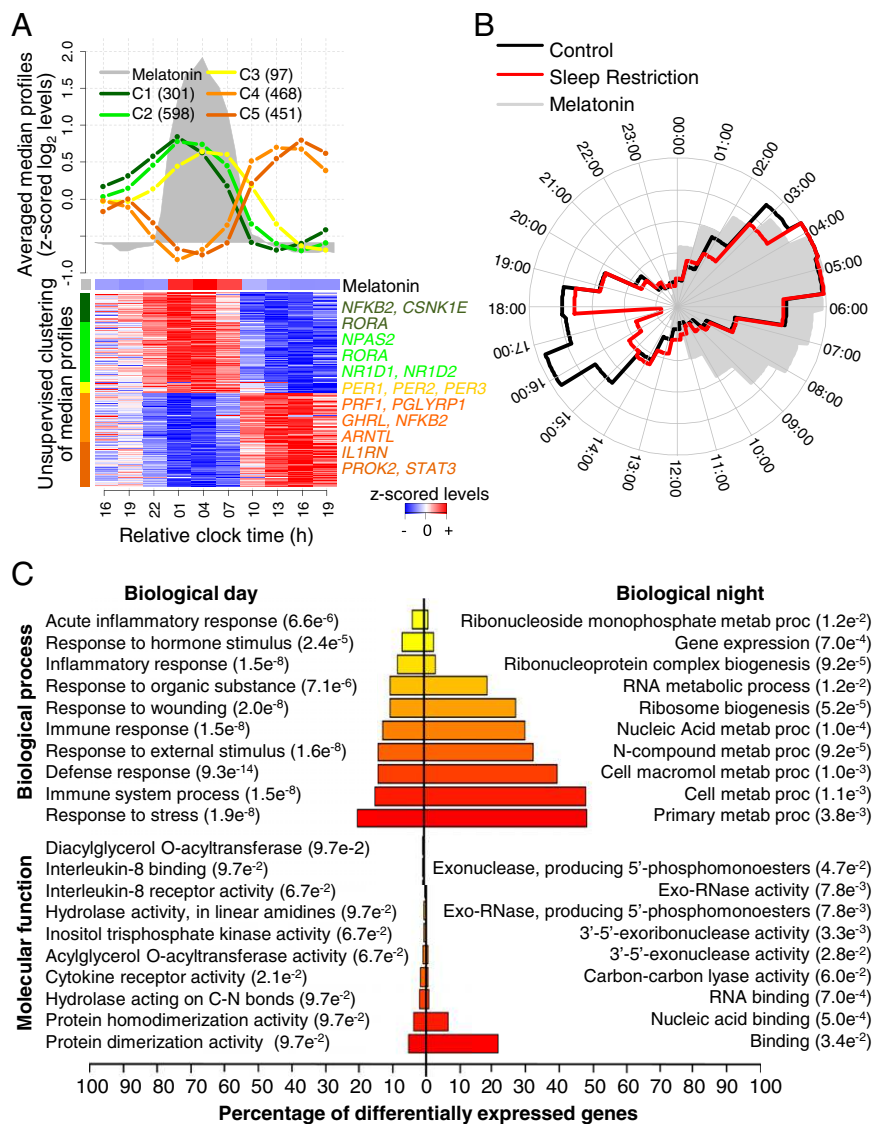 A
2.0
1.5
1.0
0.5
0.0
-1.0
Averaged median profiles
(z-scored log2 levels)
Melatonin
C1 (301)
C2 (598)
C3 (97)
C4 (468)
C5 (451)
Melatonin
Unsupervised clustering
of median profiles
NFKB2, CSNK1E
RORA
NPAS2
RORA
NR1D1, NR1D2
PER1, PER2, PER3
PRF1, PGLYRP1
GHRL, NFKB2
ARNTL
IL1RN
PROK2, STAT3
16 19 22 01 04 07 10 13 16 19
Relative clock time (h)
z-scored levels
- 0 +
B
Control
Sleep Restriction
Melatonin
00:00
01:00
02:00
03:00
04:00
05:00
06:00
07:00
08:00
09:00
10:00
11:00
12:00
13:00
14:00
15:00
16:00
17:00
18:00
19:00
20:00
21:00
22:00
23:00
C
Biological day
Biological night
Biological process
Acute inflammatory response (6.6e-6)
Response to hormone stimulus (2.4e-5)
Inflammatory response (1.5e-8)
Response to organic substance (7.1e-6)
Response to wounding (2.0e-8)
Immune response (1.5e-8)
Response to external stimulus (1.6e-8)
Defense response (9.3e-14)
Immune system process (1.5e-8)
Response to stress (1.9e-8)
Ribonucleoside monophosphate metab proc (1.2e-2)
Gene expression (7.0e-4)
Ribonucleoprotein complex biogenesis (9.2e-5)
RNA metabolic process (1.2e-2)
Ribosome biogenesis (5.2e-5)
Nucleic Acid metab proc (1.0e-4)
N-compound metab proc (9.2e-5)
Cell macromol metab proc (1.0e-3)
Cell metab proc (1.1e-3)
Primary metab proc (3.8e-3)
Molecular function
Diacylglycerol O-acyltransferase (9.7e-2)
Interleukin-8 binding (9.7e-2)
Interleukin-8 receptor activity (6.7e-2)
Hydrolase activity, in linear amidines (9.7e-2)
Inositol trisphosphate kinase activity (6.7e-2)
Acylglycerol O-acyltransferase activity (6.7e-2)
Cytokine receptor activity (2.1e-2)
Hydrolase acting on C-N bonds (9.7e-2)
Protein homodimerization activity (9.7e-2)
Protein dimerization activity (9.7e-2)
Exonuclease, producing 5'-phosphomonoesters (4.7e-2)
Exo-RNase activity (7.8e-3)
Exo-RNase, producing 5'-phosphomonoesters (7.8e-3)
3'-5'-exoribonuclease activity (3.3e-3)
3'-5'-exonuclease activity (2.8e-2)
Carbon-carbon lyase activity (6.0e-2)
RNA binding (7.0e-4)
Nucleic acid binding (5.0e-4)
Binding (3.4e-2)
100 90 80 70 60 50 40 30 20 10 0 10 20 30 40 50 60 70 80 90 100
Percentage of differentially expressed genes